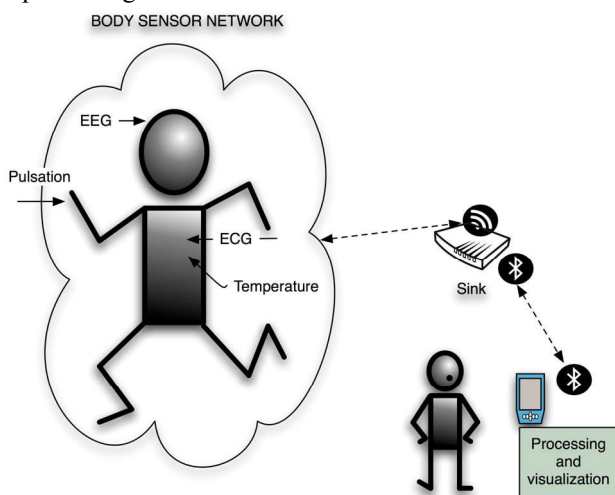 BODY SENSOR NETWORK
EEG
Pulsation
ECG
Temperature
Sink
Processing
and
visualization